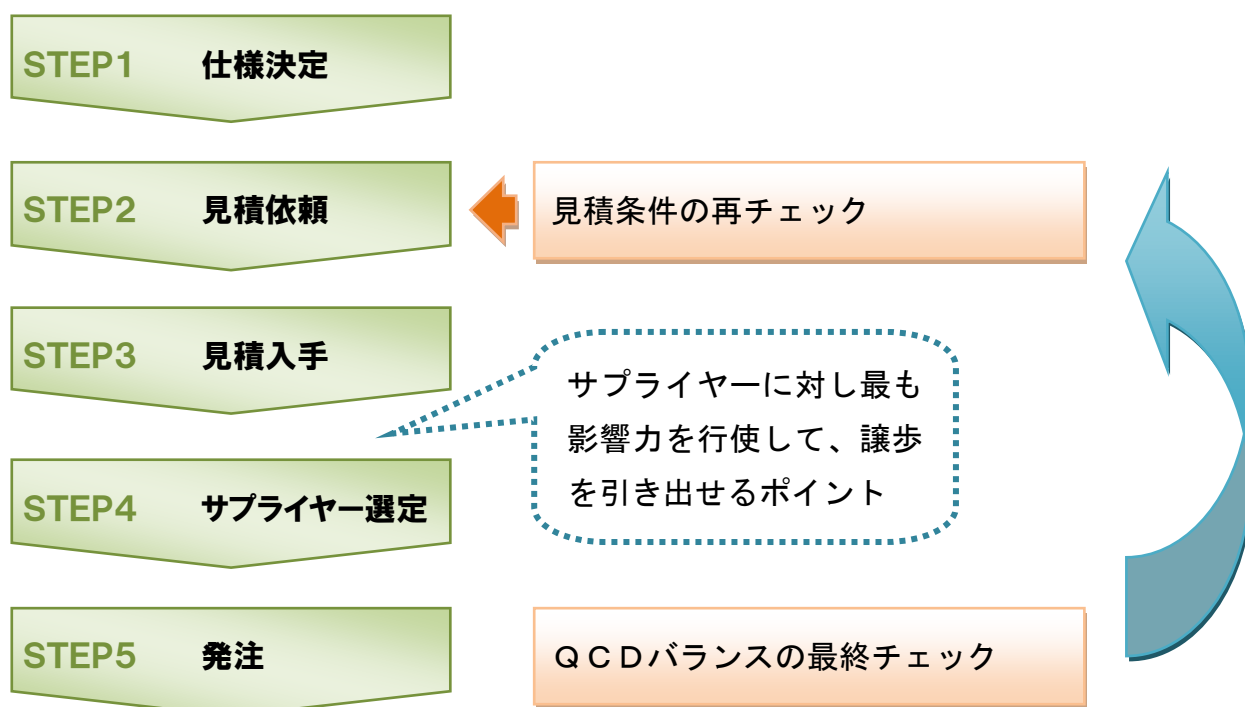 STEP1 仕様決定
STEP2 見積依頼
見積条件の再チェック
STEP3 見積入手
サプライヤーに対し最も
影響力を行使して、譲歩
を引き出せるポイント
STEP4 サプライヤー選定
STEP5 発注
ＱＣＤバランスの最終チェック